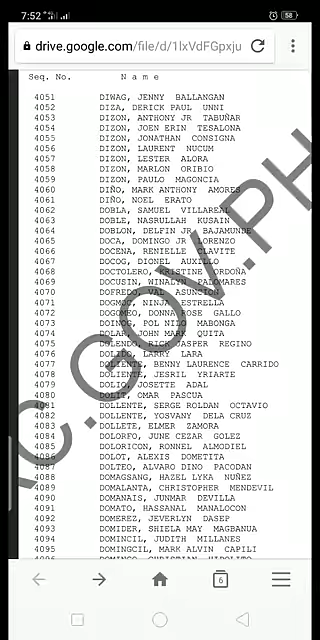 7:52
58
drive.google.com/file/d/1lxVdFGpxju
Seq. No. Name
4051 DIWAG, JENNY BALLANGAN
4052 DIZA, DERICK PAUL UNNI
4053 DIZON, ANTHONY JR TABUÑAR
4054 DIZON, JOEN ERIN TESALONA
4055 DIZON, JONATHAN CONSIGNA
4056 DIZON, LAURENT NUCUM
4057 DIZON, LESTER ALORA
4058 DIZON, MARLON ORIBIO
4059 DIZON, PAULO MAGONCIA
4060 DIÑO, MARK ANTHONY AMORES
4061 DIÑO, NOEL ERATO
4062 DOBLA, SAMUEL VILLAREAL
4063 DOBLE, NASRULLAH KUSAIN
4064 DOBLON, DELFIN JR BAJAMUNDE
4065 DOCA, DOMINGO JR LORENZO
4066 DOCENA, RENIELLE CLAVITE
4067 DOCOG, DIONEL AUXILLO
4068 DOCTOLERO, KRISTINE ORDOÑA
4069 DOCUSIN, WINALYN PALOMARES
4070 DOFREDO, VAL ASUNCION
4071 DOGMOC, NINJA ESTRELLA
4072 DOGOMEO, DONNA ROSE GALLO
4073 DOINOG, POL NILO MABONGA
4074 DOLAR, JOHN MARK QUITA
4075 DOLENDO, RICK JASPER REGINO
4076 DOLIDO, LARRY LARA
4077 DOLIENTE, BENNY LAURENCE CARRIDO
4078 DOLIENTE, JESRIL YRIARTE
4079 DOLIO, JOSETTE ADAL
4080 DOLIT, OMAR PASCUA
4081 DOLLENTE, SERGE ROLDAN OCTAVIO
4082 DOLLENTE, YOSVANY DELA CRUZ
4083 DOLLETE, ELMER ZAMORA
4084 DOLORFO, JUNE CEZAR GOLEZ
4085 DOLORICON, RONNEL ALMODIEL
4086 DOLOT, ALEXIS DOMETITA
4087 DOLTEO, ALVARO DINO PACODAN
4088 DOMAGSANG, HAZEL LYKA NUÑEZ
4089 DOMALANTA, CHRISTOPHER MENDEVIL
4090 DOMANAIS, JUNMAR DEVILLA
4091 DOMATO, HASSANAL MANALOCON
4092 DOMEREZ, JEVERLYN DASEP
4093 DOMIDER, SHIELA MAY MAGBANUA
4094 DOMINCIL, JUDITH MILLANES
4095 DOMINGCIL, MARK ALVIN CAPILI
4096 DOMINGO, CHRISTIAN HIPOLITO
C.GOV.PH
6